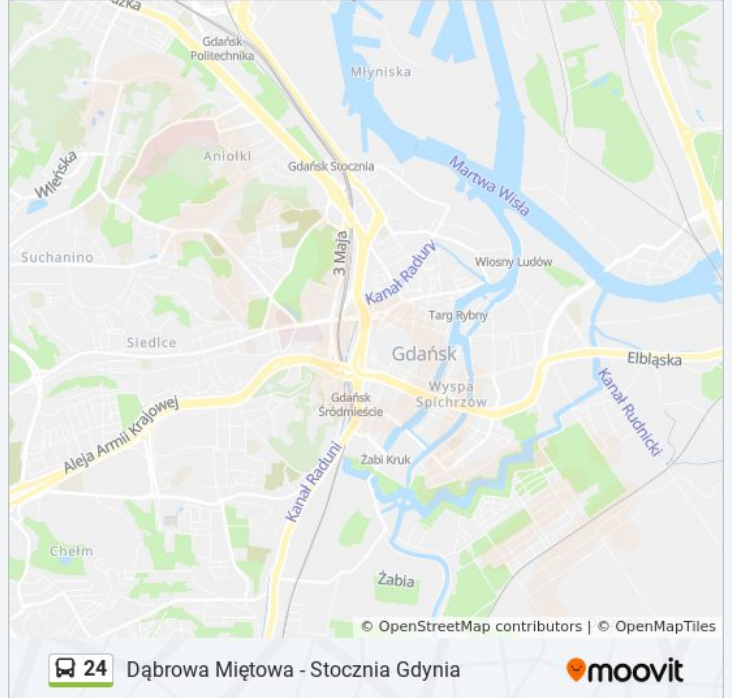 Gdańsk
Politechnika
Młyniska
Aniołki
Gdańsk Stocznia
Wileńska
Martwa Wisła
3 Maja
Suchanino
Kanał Raduny
Wiosny Ludów
Targ Rybny
Siedlce
Gdańsk
Elbląska
Wyspa
Spichrzów
Kanał Rudnicki
Gdańsk
Śródmieście
Aleja Armii Krajowej
Żabi Kruk
Kanał Raduni
Chełm
Żabia
© OpenStreetMap contributors | © OpenMapTiles
24 Dąbrowa Miętowa - Stocznia Gdynia
moovit